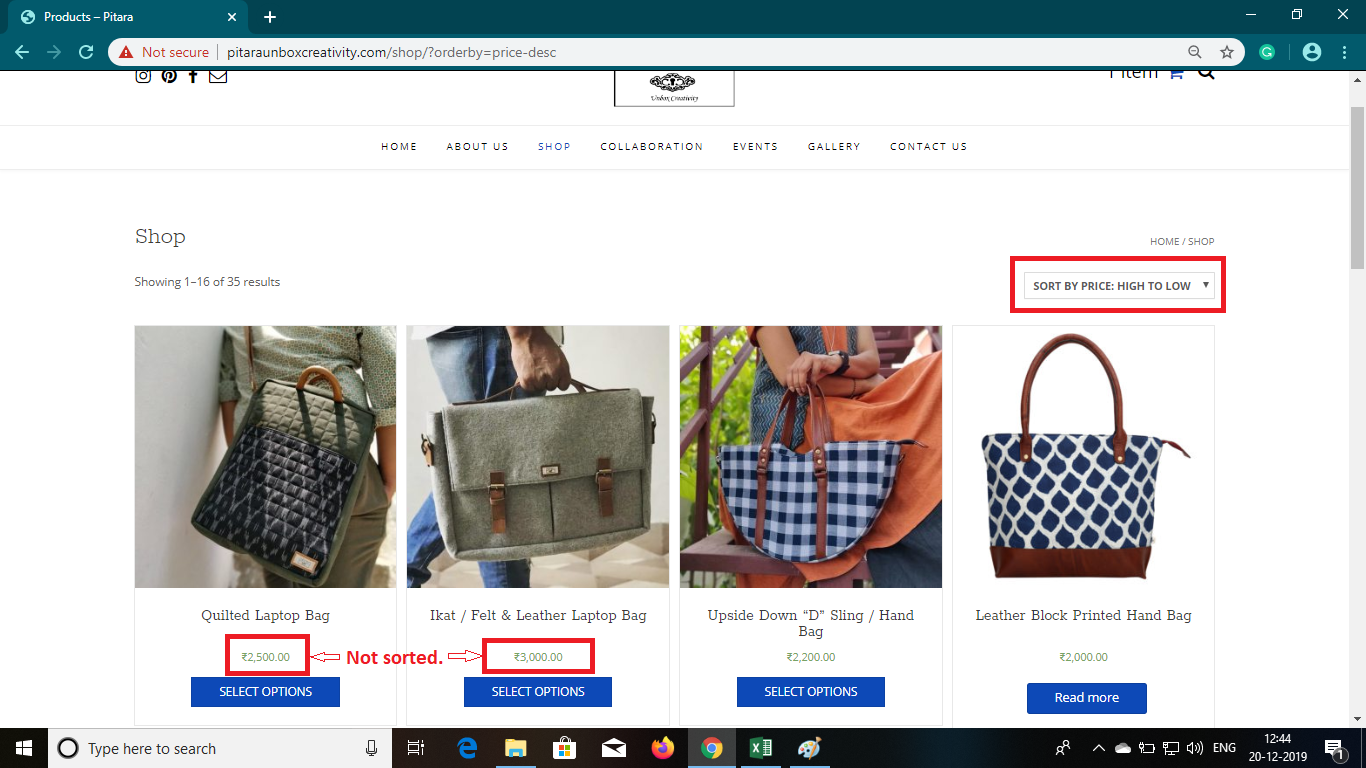 Products – Pitara
Not secure
pitaraunboxcreativity.com/shop/?orderby=price-desc
Unbox Creativity
1 item
HOME ABOUT US SHOP COLLABORATION EVENTS GALLERY CONTACT US
Shop
HOME / SHOP
Showing 1–16 of 35 results
SORT BY PRICE: HIGH TO LOW
Quilted Laptop Bag
₹2,500.00
SELECT OPTIONS
Not sorted.
Ikat / Felt & Leather Laptop Bag
₹3,000.00
SELECT OPTIONS
Upside Down “D” Sling / Hand
Bag
₹2,200.00
SELECT OPTIONS
Leather Block Printed Hand Bag
₹2,000.00
Read more
Type here to search
ENG
12:44
20-12-2019
1